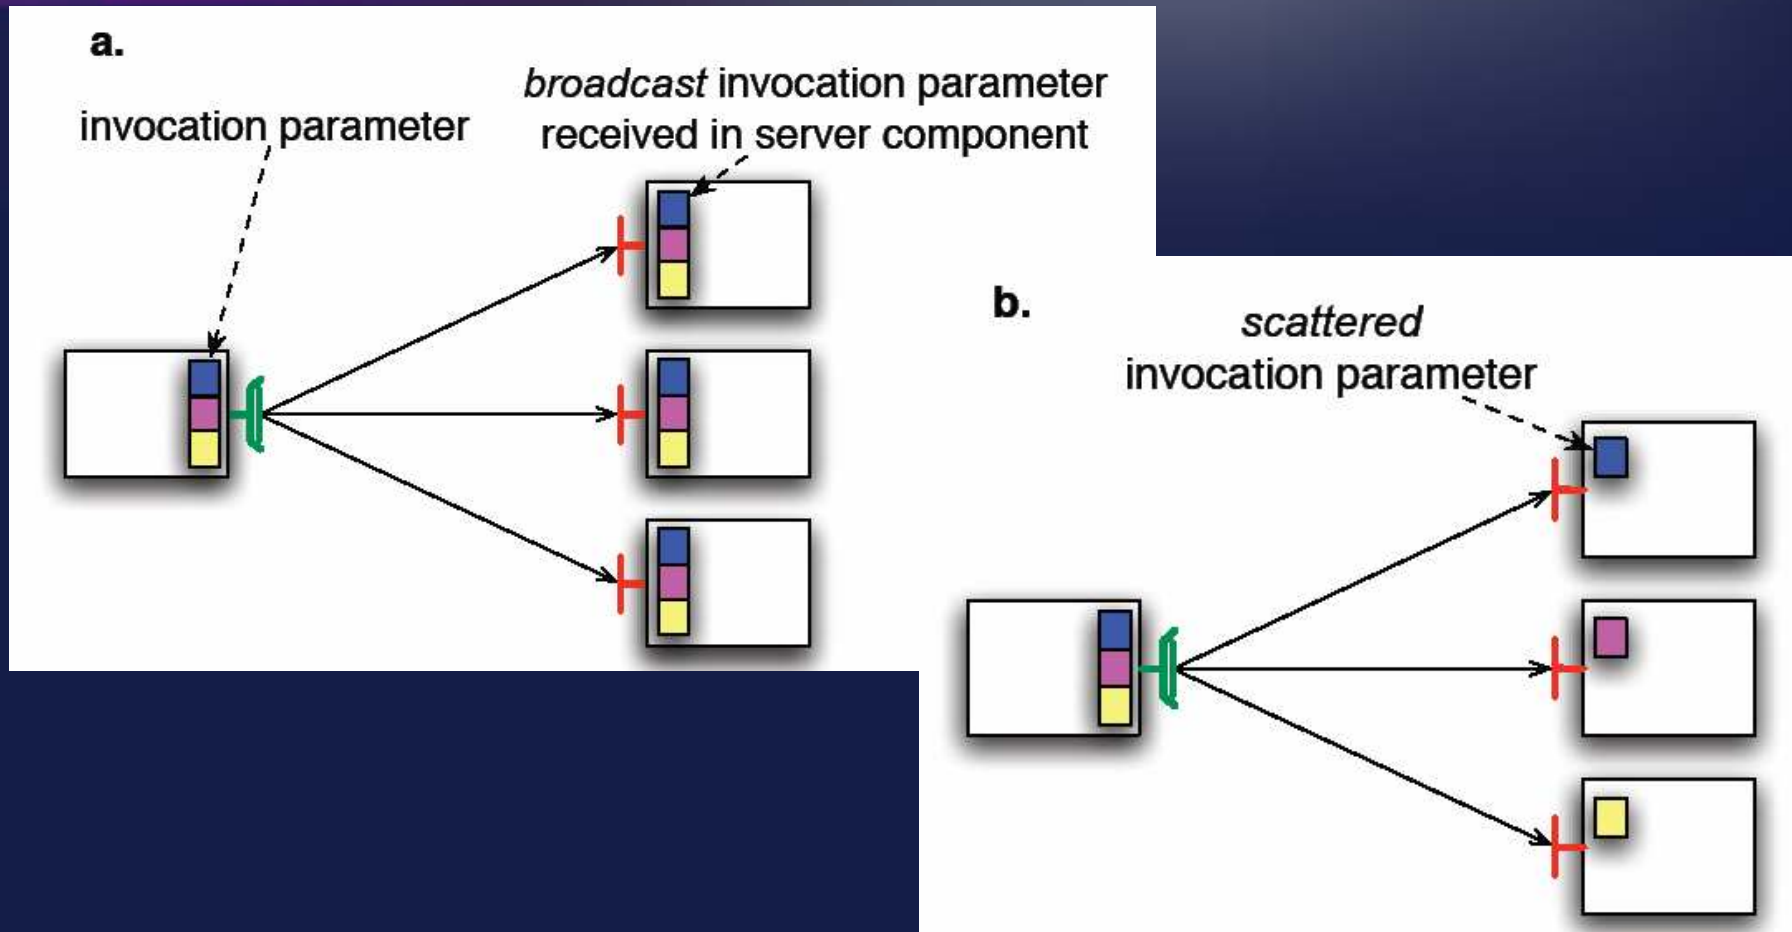 a.
invocation parameter
broadcast invocation parameter
received in server component
b.
scattered
invocation parameter